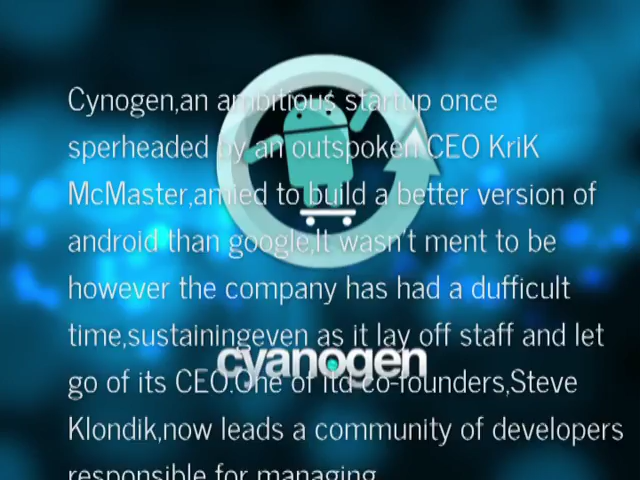 Cynogen,an ambitious startup once
sperheaded by an outspoken CEO KriK
McMaster,amied to build a better version of
android than google,It wasn't ment to be
however the company has had a dufficult
time,sustainingeven as it lay off staff and let
cyanogen
go of its CEO.One of itd co-founders,Steve
Klondik,now leads a community of developers
responsible for managing